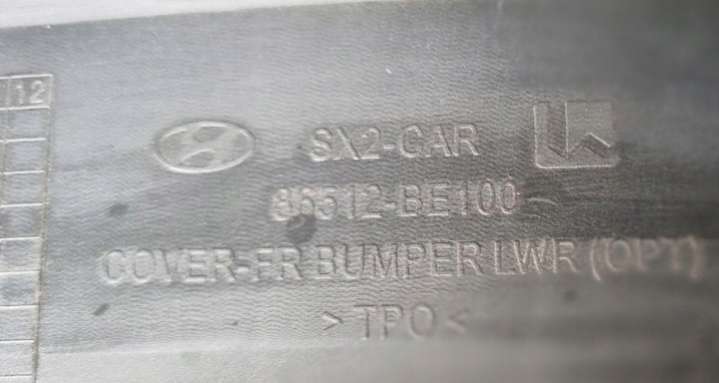 12
SX2-CAR
86512-BE100
COVER-FR BUMPER LWR (OPT)
>TPO<